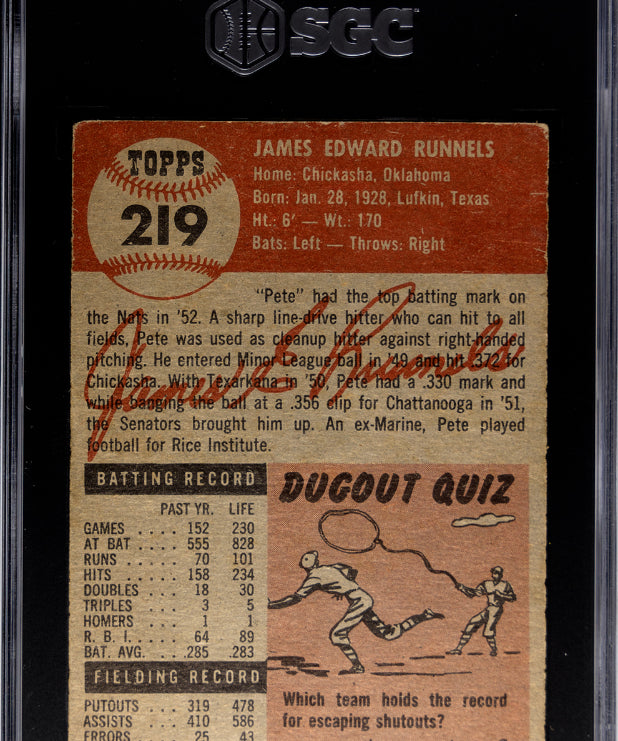 SGC
TOPPS
219
JAMES EDWARD RUNNELS
Home: Chickasha, Oklahoma
Born: Jan. 28, 1928, Lufkin, Texas
Ht.: 6' — Wt.: 170
Bats: Left — Throws: Right
"Pete" had the top batting mark on
the Nats in '52. A sharp line-drive hitter who can hit to all
fields, Pete was used as cleanup hitter against right-handed
pitching. He entered Minor League ball in '49 and hit .372 for
Chickasha. With Texarkana in '50, Pete had a .330 mark and
while banging the ball at a .356 clip for Chattanooga in '51,
the Senators brought him up. An ex-Marine, Pete played
football for Rice Institute.
James E Runnels
BATTING RECORD
PAST YR. LIFE
GAMES .... 152 230
AT BAT .... 555 828
RUNS .... 70 101
HITS .... 158 234
DOUBLES .. 18 30
TRIPLES ... 3 5
HOMERS ... 1 1
R. B. I. .... 64 89
BAT. AVG. .. .285 .283
FIELDING RECORD
PUTOUTS .. 319 478
ASSISTS ... 410 586
ERRORS 25 43
DUGOUT QUIZ
Which team holds the record
for escaping shutouts?